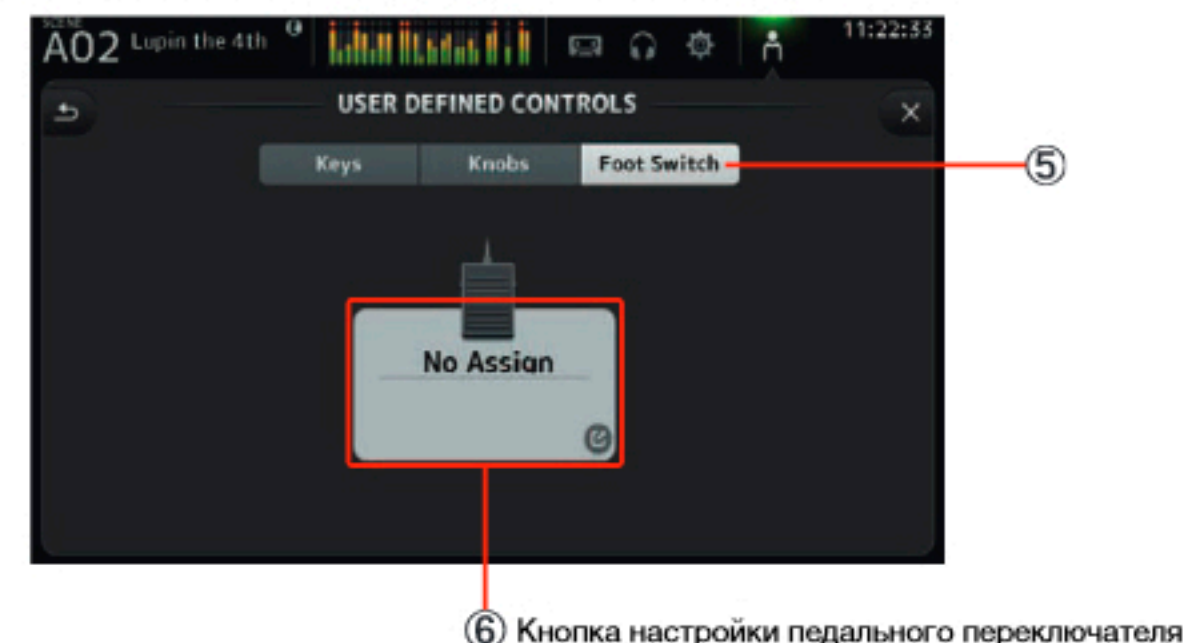 SCENE
A02 Lupin the 4th 11:22:33
USER DEFINED CONTROLS
Keys Knobs Foot Switch ⑤
No Assign
⑥ Кнопка настройки педального переключателя